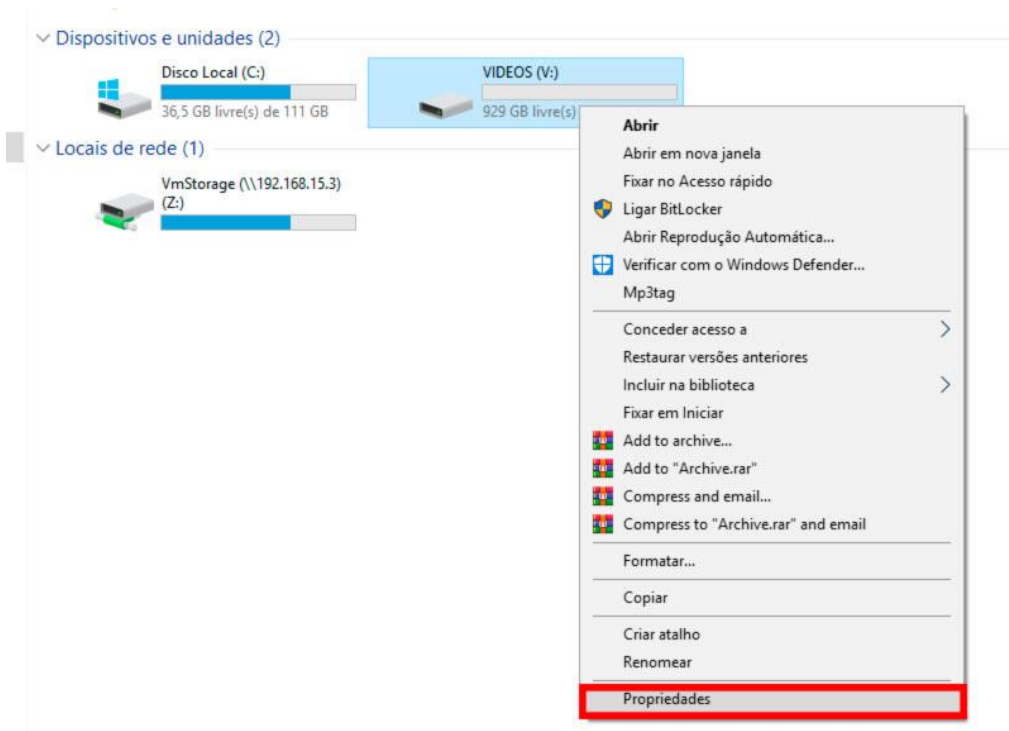 Dispositivos e unidades (2)
Disco Local (C:)
36,5 GB livre(s) de 111 GB
VIDEOS (V:)
929 GB livre(s)
Locais de rede (1)
VmStorage (\\192.168.15.3)
(Z:)
Abrir
Abrir em nova janela
Fixar no Acesso rápido
Ligar BitLocker
Abrir Reprodução Automática...
Verificar com o Windows Defender...
Mp3tag
Conceder acesso a
Restaurar versões anteriores
Incluir na biblioteca
Fixar em Iniciar
Add to archive...
Add to "Archive.rar"
Compress and email...
Compress to "Archive.rar" and email
Formatar...
Copiar
Criar atalho
Renomear
Propriedades